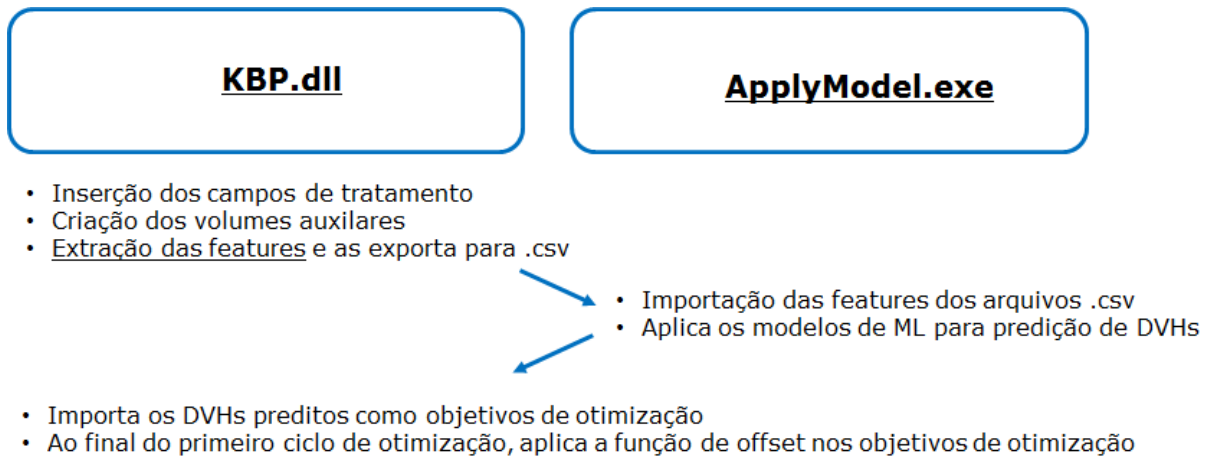 KBP.dll
ApplyModel.exe
• Inserção dos campos de tratamento
• Criação dos volumes auxilares
• Extração das features e as exporta para .csv
• Importação das features dos arquivos .csv
• Aplica os modelos de ML para predição de DVHs
• Importa os DVHs preditos como objetivos de otimização
• Ao final do primeiro ciclo de otimização, aplica a função de offset nos objetivos de otimização